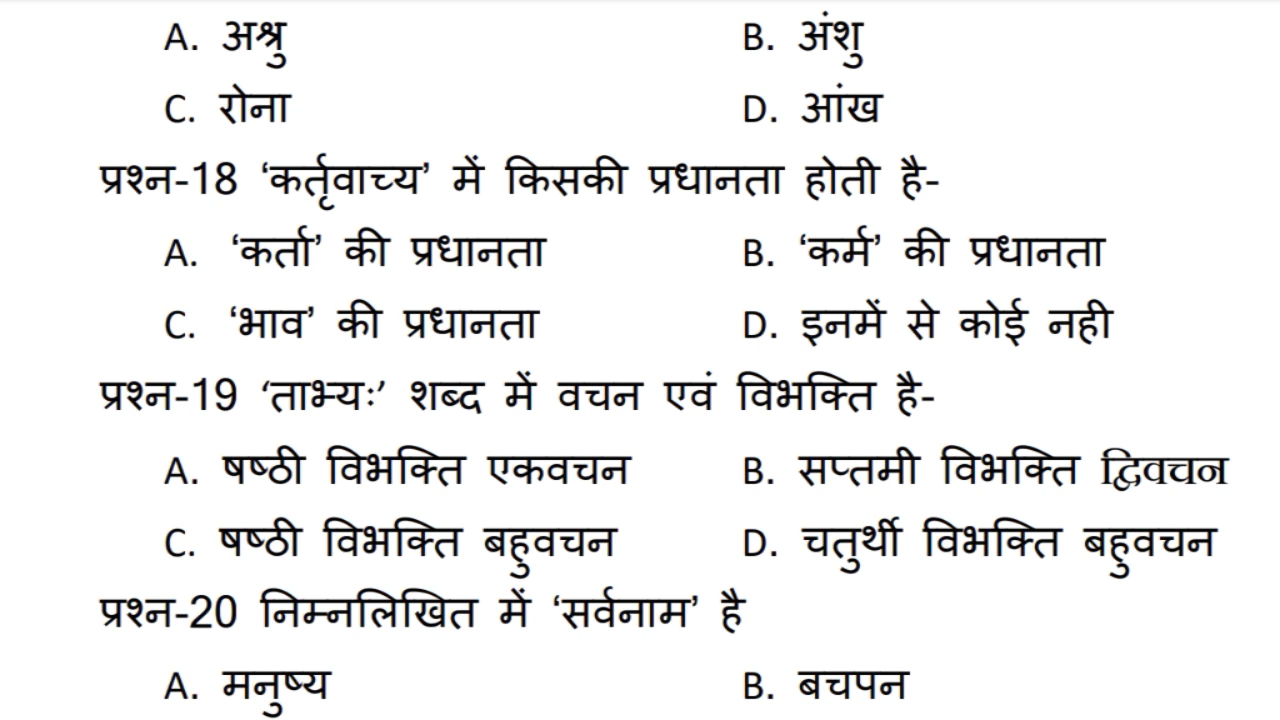 A. अश्रु B. अंशु
C. रोना D. आंख
प्रश्न-18 ‘कर्तृवाच्य’ में किसकी प्रधानता होती है-
A. ‘कर्ता’ की प्रधानता B. ‘कर्म’ की प्रधानता
C. ‘भाव’ की प्रधानता D. इनमें से कोई नही
प्रश्न-19 ‘ताभ्यः’ शब्द में वचन एवं विभक्ति है-
A. षष्ठी विभक्ति एकवचन B. सप्तमी विभक्ति द्विवचन
C. षष्ठी विभक्ति बहुवचन D. चतुर्थी विभक्ति बहुवचन
प्रश्न-20 निम्नलिखित में ‘सर्वनाम’ है
A. मनुष्य B. बचपन